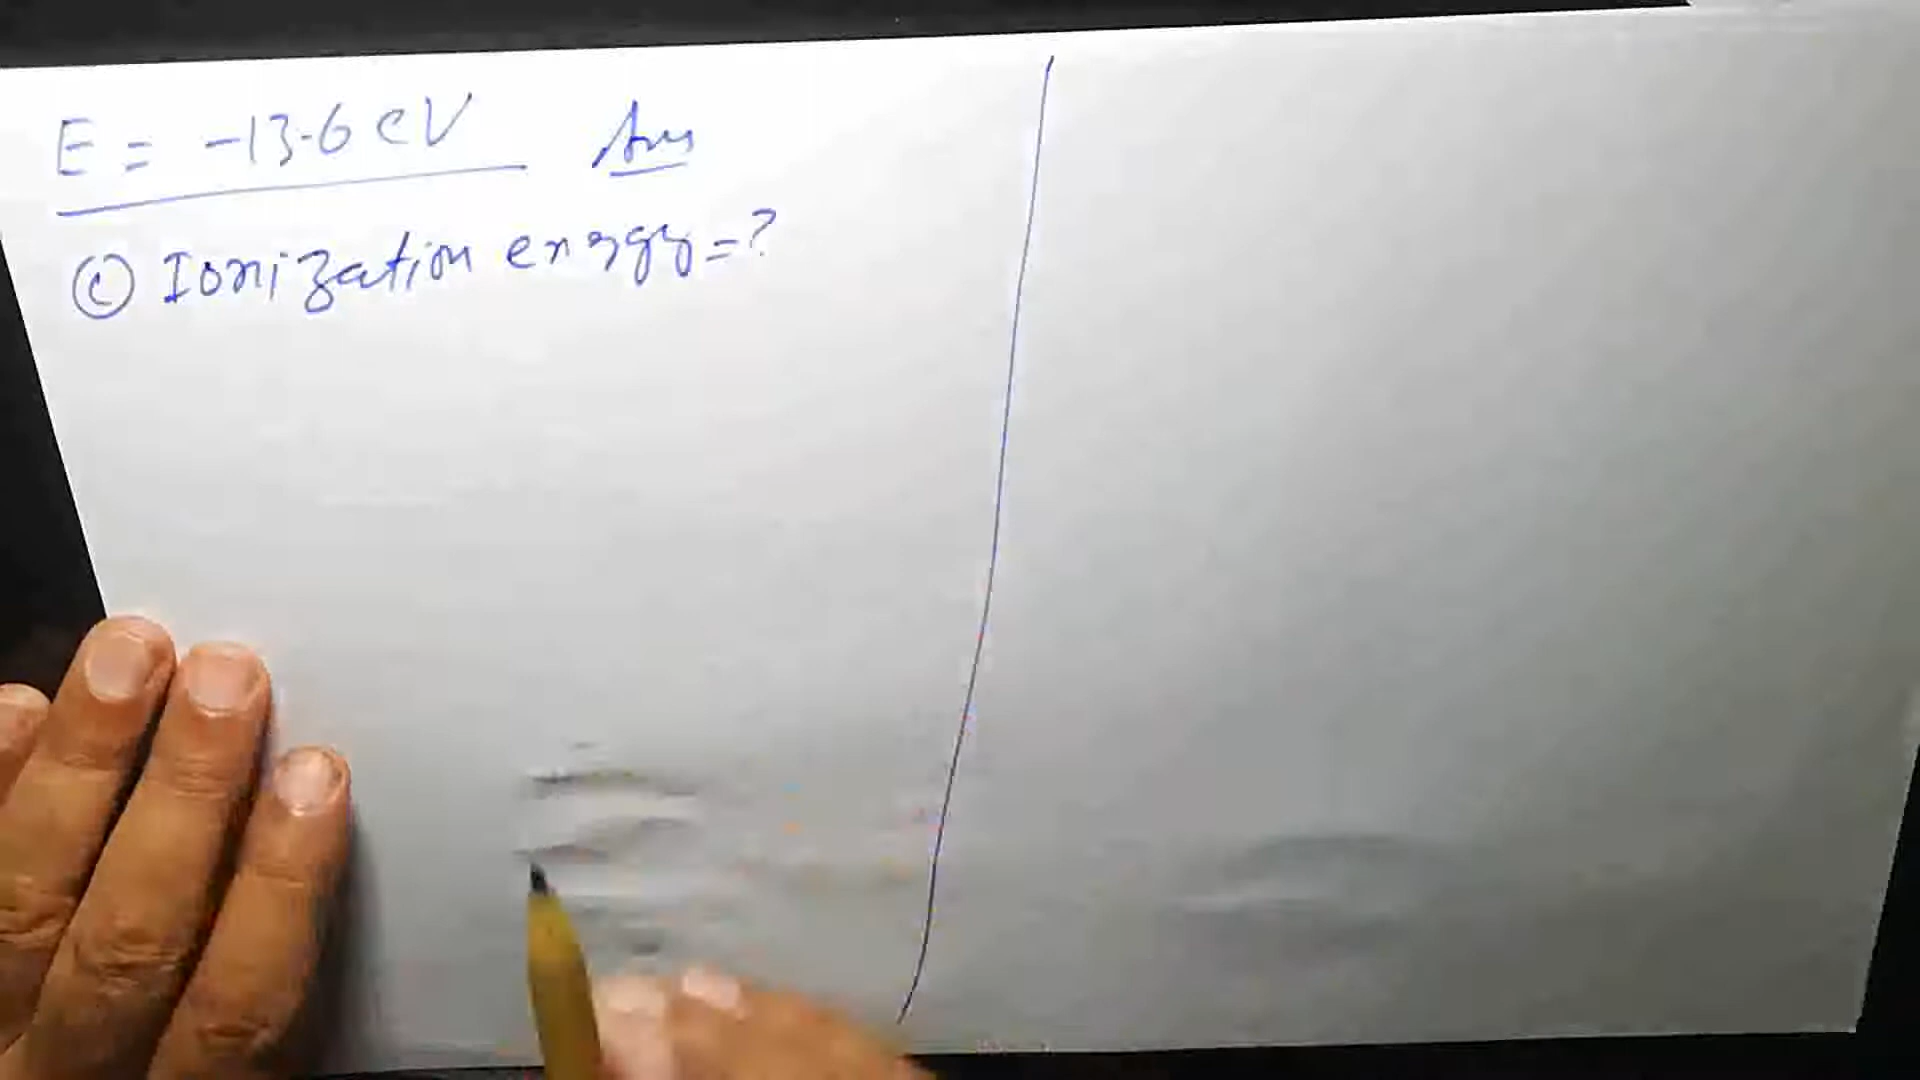 E = -13.6 eV Ans
(C) Ionization energy = ?